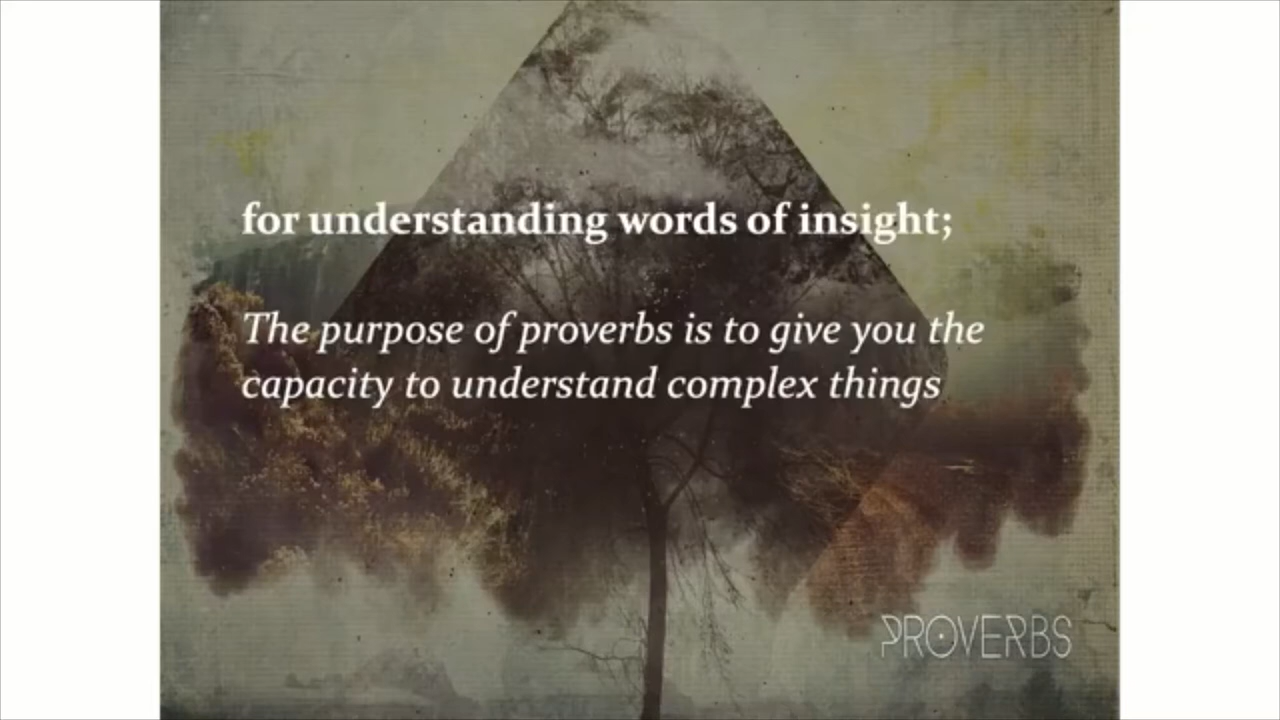 for understanding words of insight;
The purpose of proverbs is to give you the
capacity to understand complex things
PROVERBS